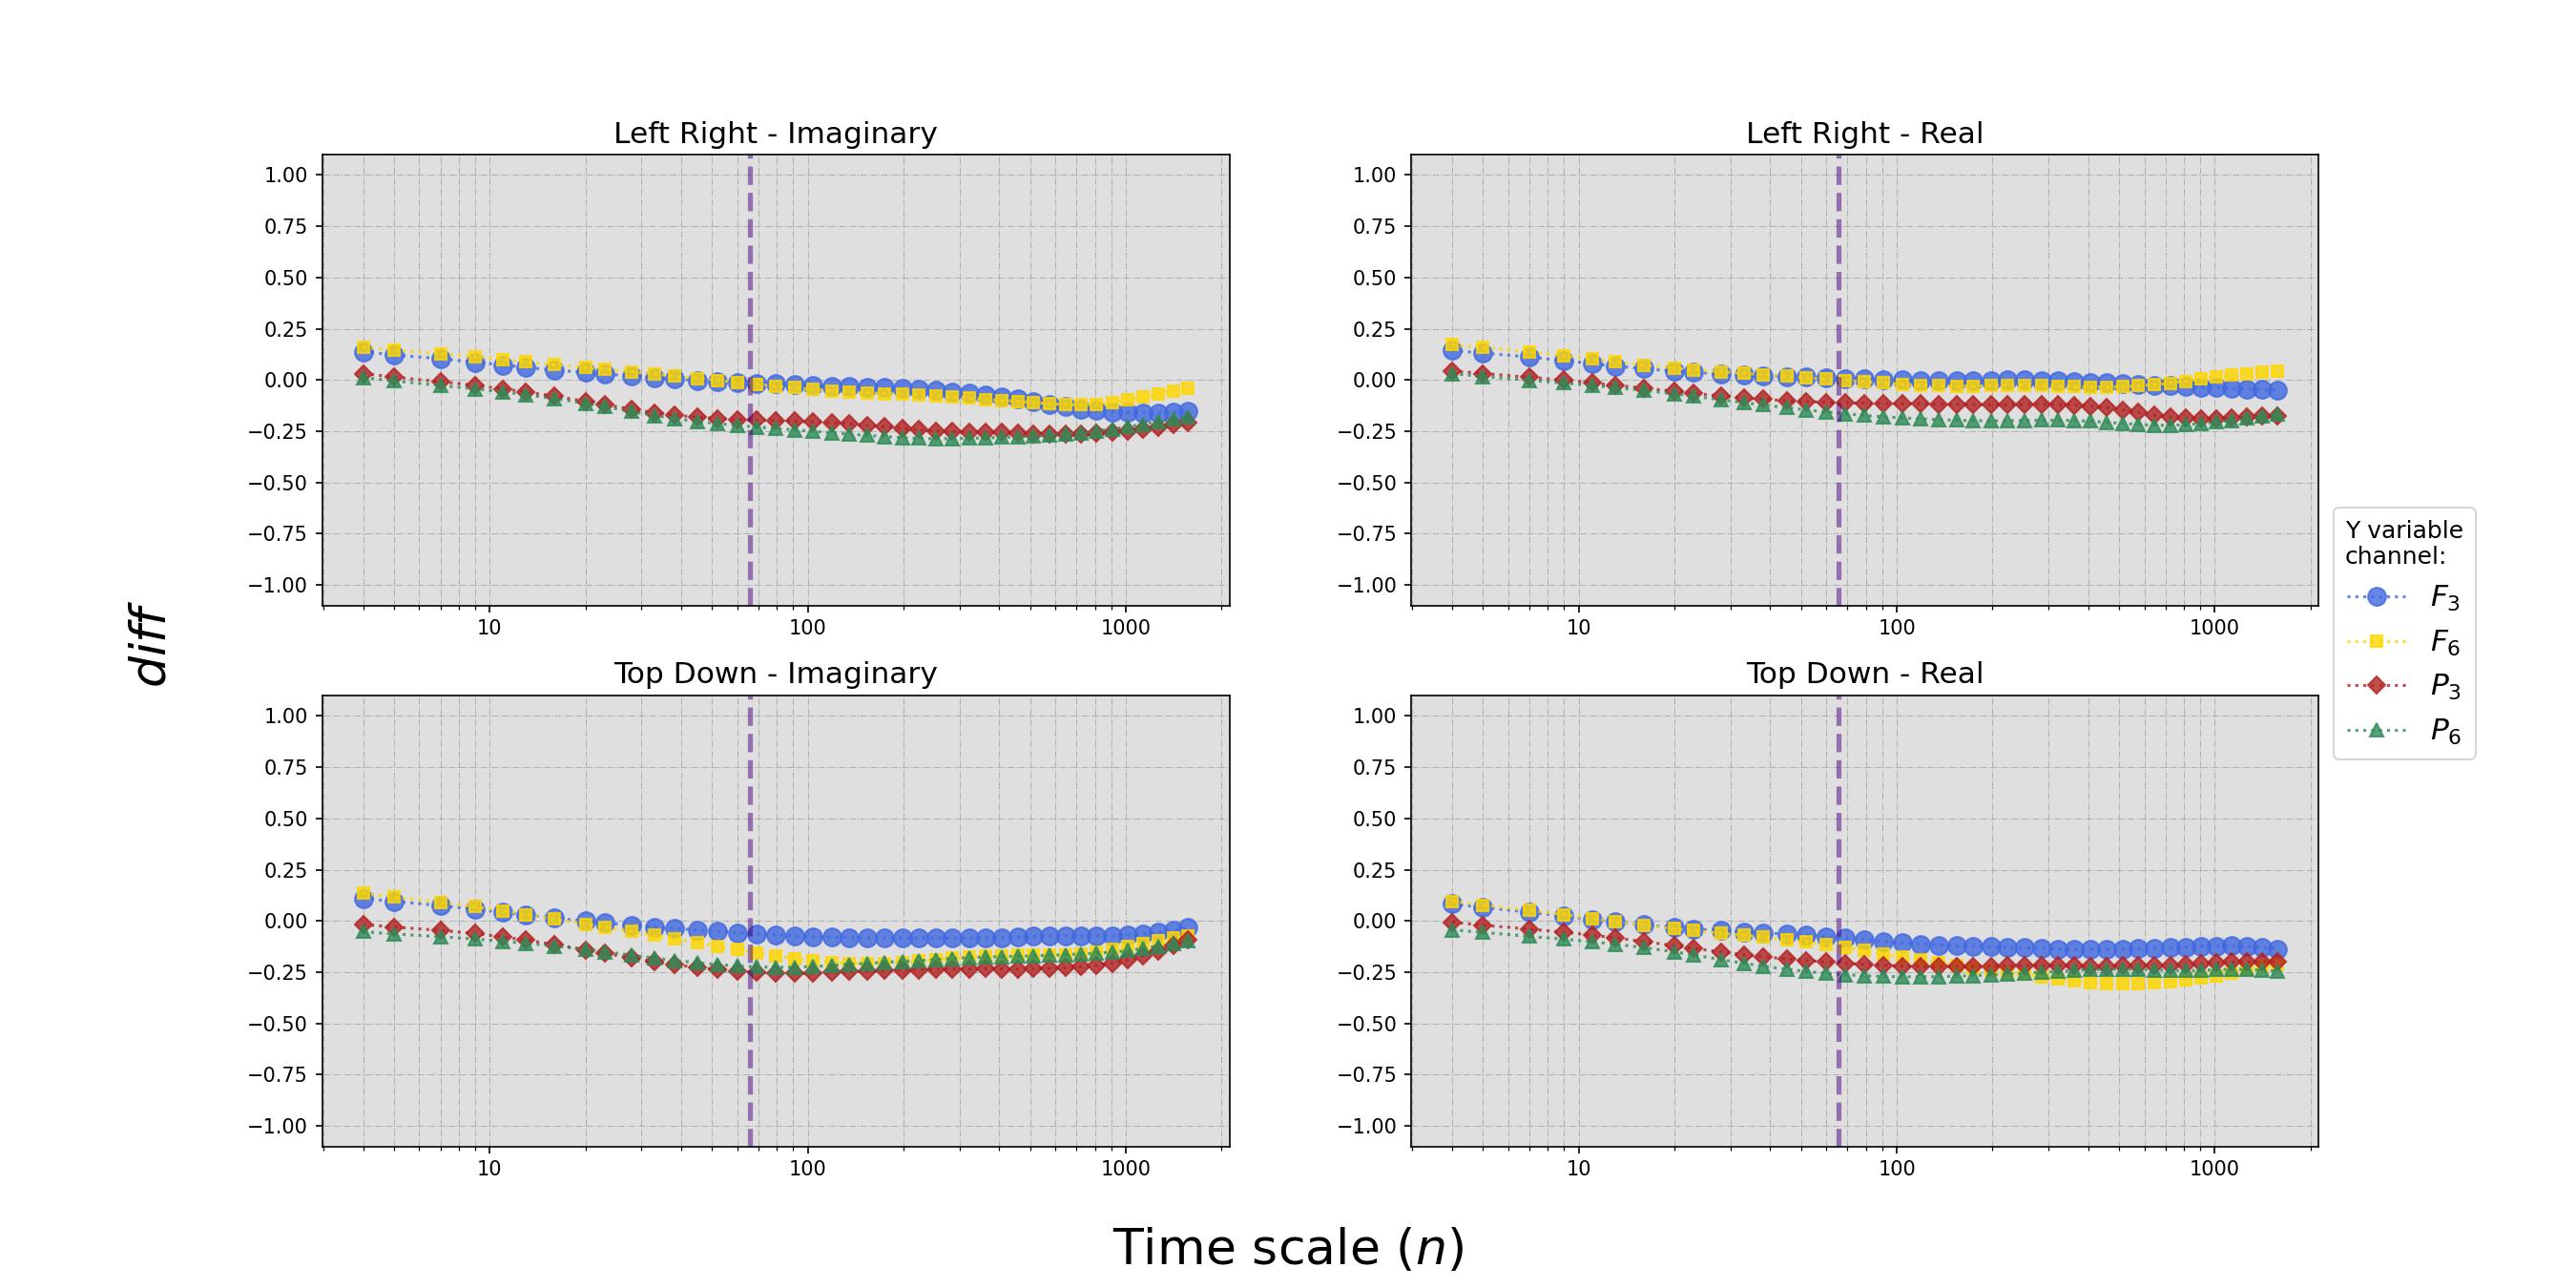 Left Right - Imaginary
1.00
0.75
0.50
0.25
0.00
−0.25
−0.50
−0.75
−1.00
10 100 1000
Left Right - Real
1.00
0.75
0.50
0.25
0.00
−0.25
−0.50
−0.75
−1.00
10 100 1000
diff
Top Down - Imaginary
1.00
0.75
0.50
0.25
0.00
−0.25
−0.50
−0.75
−1.00
10 100 1000
Top Down - Real
1.00
0.75
0.50
0.25
0.00
−0.25
−0.50
−0.75
−1.00
10 100 1000
Y variable
channel:
F3
F6
P3
P6
Time scale (n)